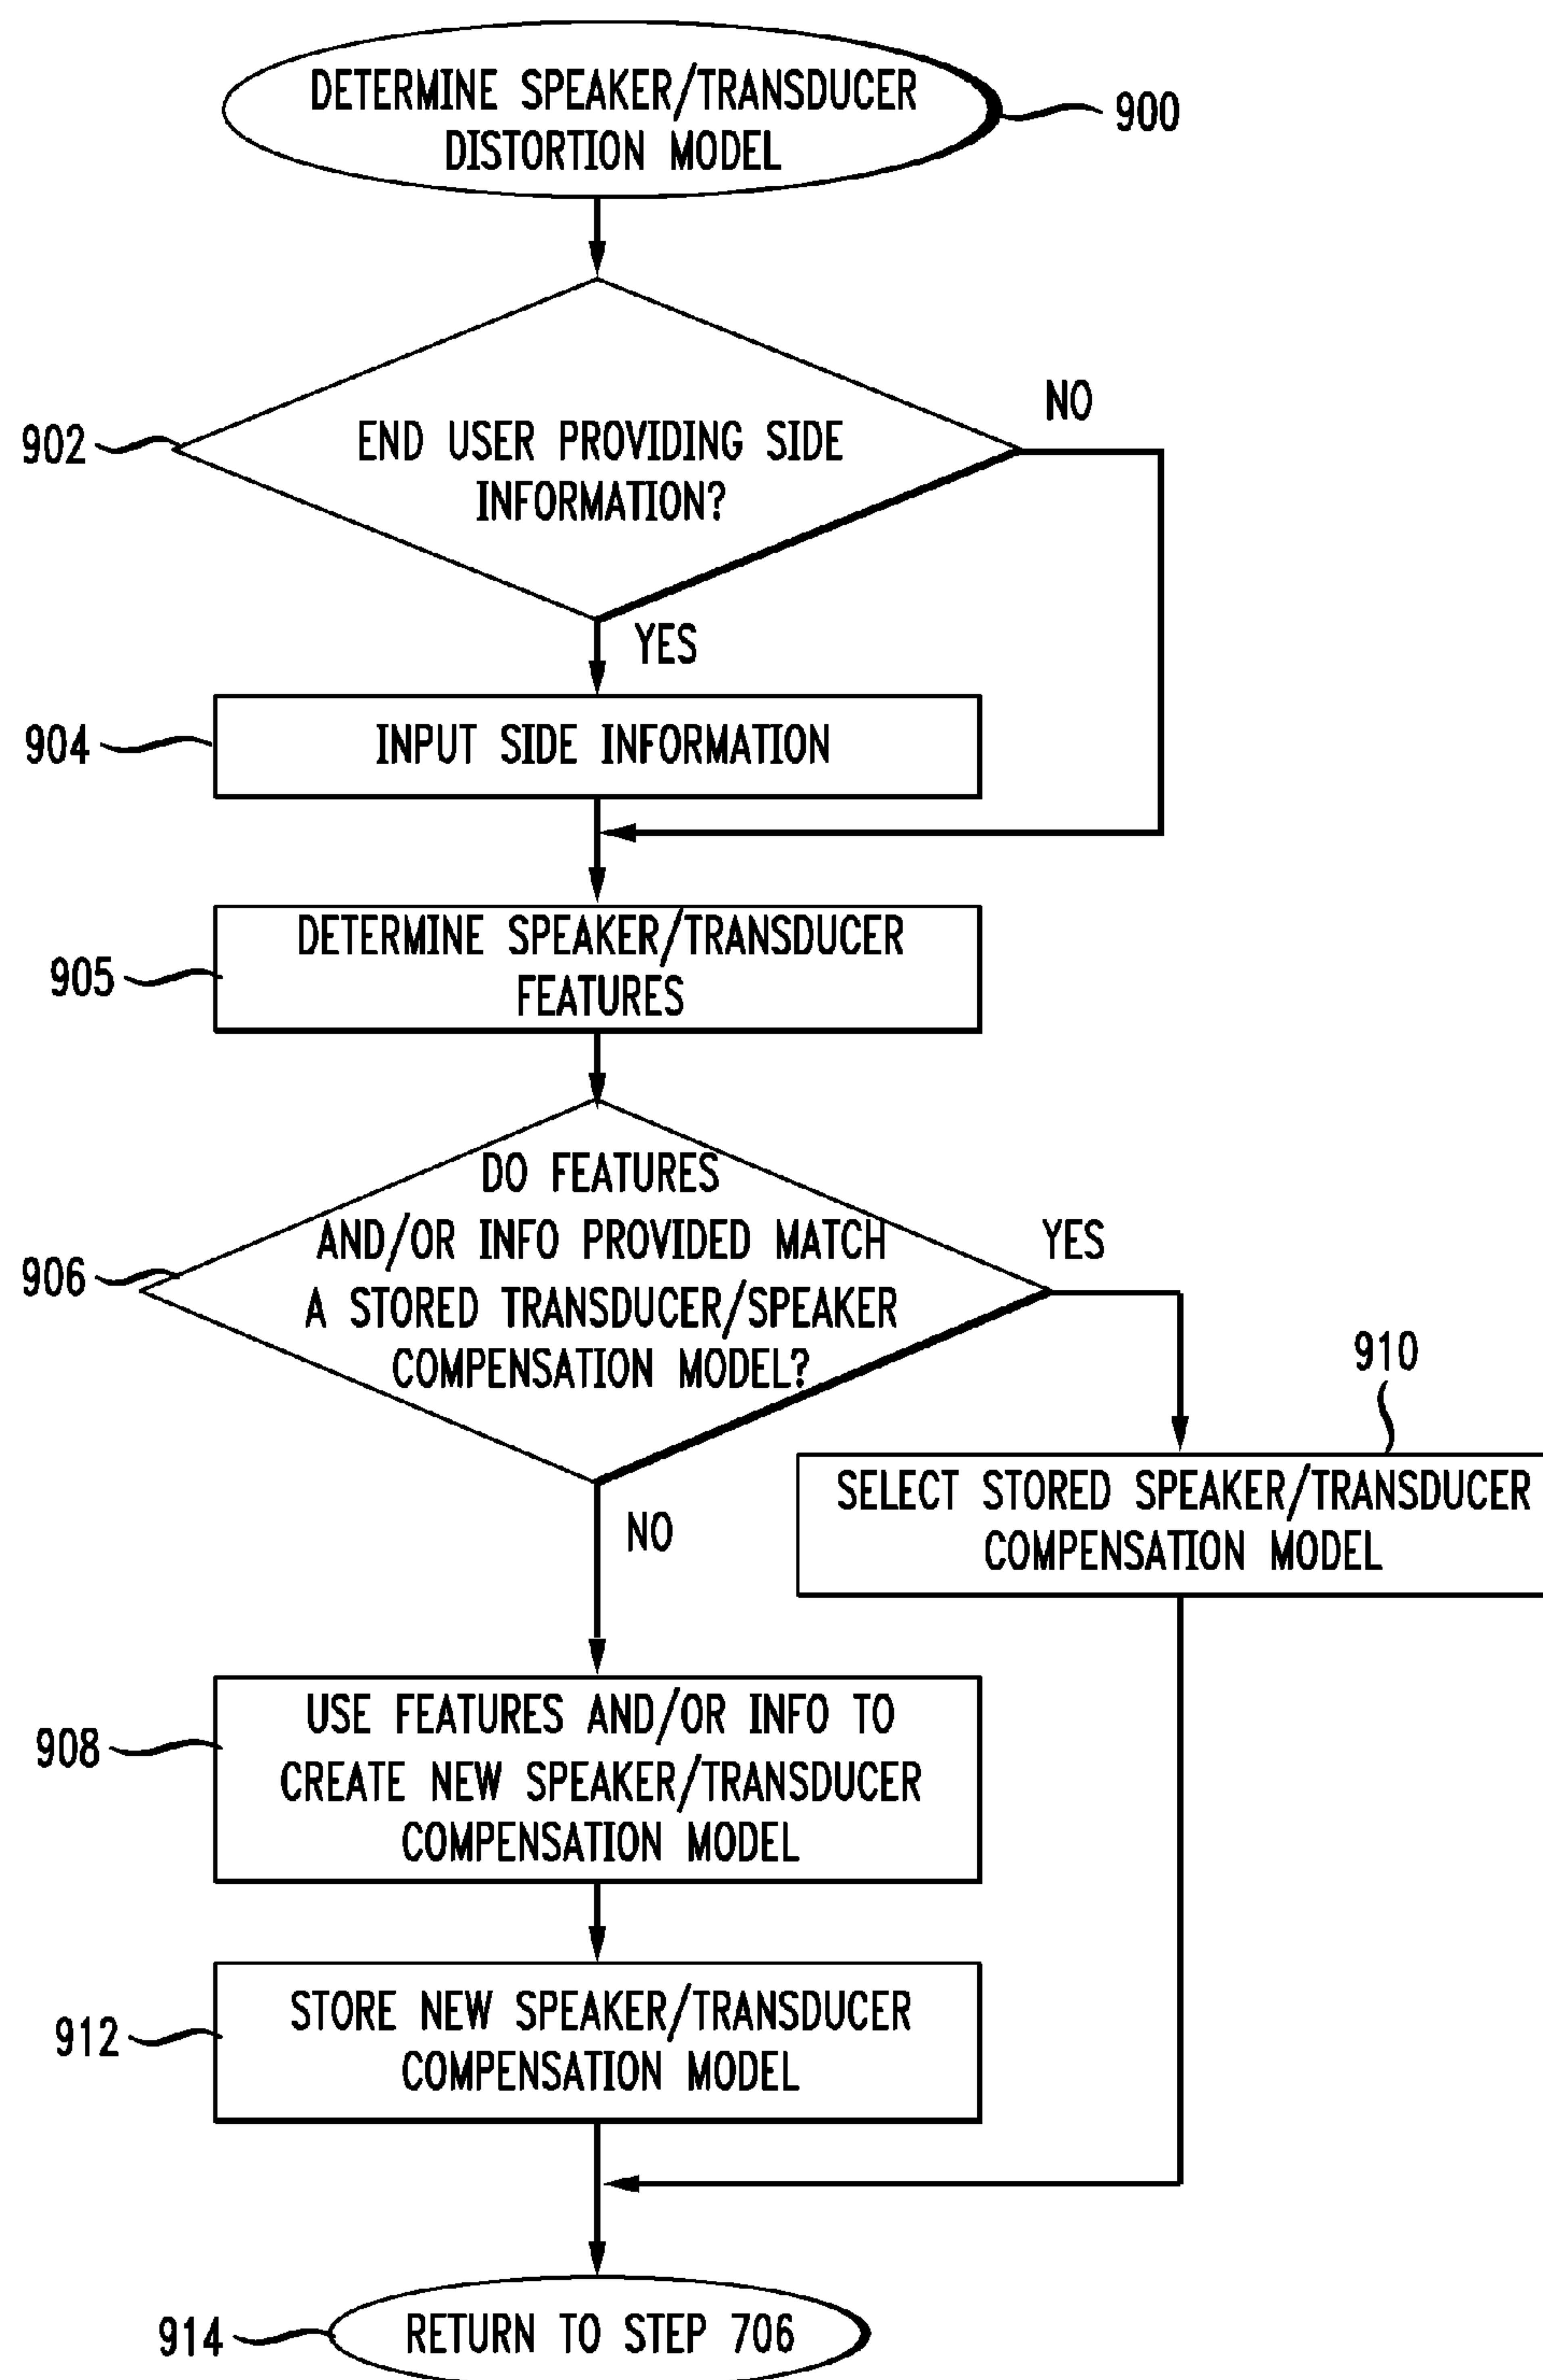 DETERMINE SPEAKER/TRANSDUCER
DISTORTION MODEL
900
902
END USER PROVIDING SIDE
INFORMATION?
NO
YES
904
INPUT SIDE INFORMATION
905
DETERMINE SPEAKER/TRANSDUCER
FEATURES
906
DO FEATURES
AND/OR INFO PROVIDED MATCH
A STORED TRANSDUCER/SPEAKER
COMPENSATION MODEL?
YES
NO
910
SELECT STORED SPEAKER/TRANSDUCER
COMPENSATION MODEL
908
USE FEATURES AND/OR INFO TO
CREATE NEW SPEAKER/TRANSDUCER
COMPENSATION MODEL
912
STORE NEW SPEAKER/TRANSDUCER
COMPENSATION MODEL
914
RETURN TO STEP 706